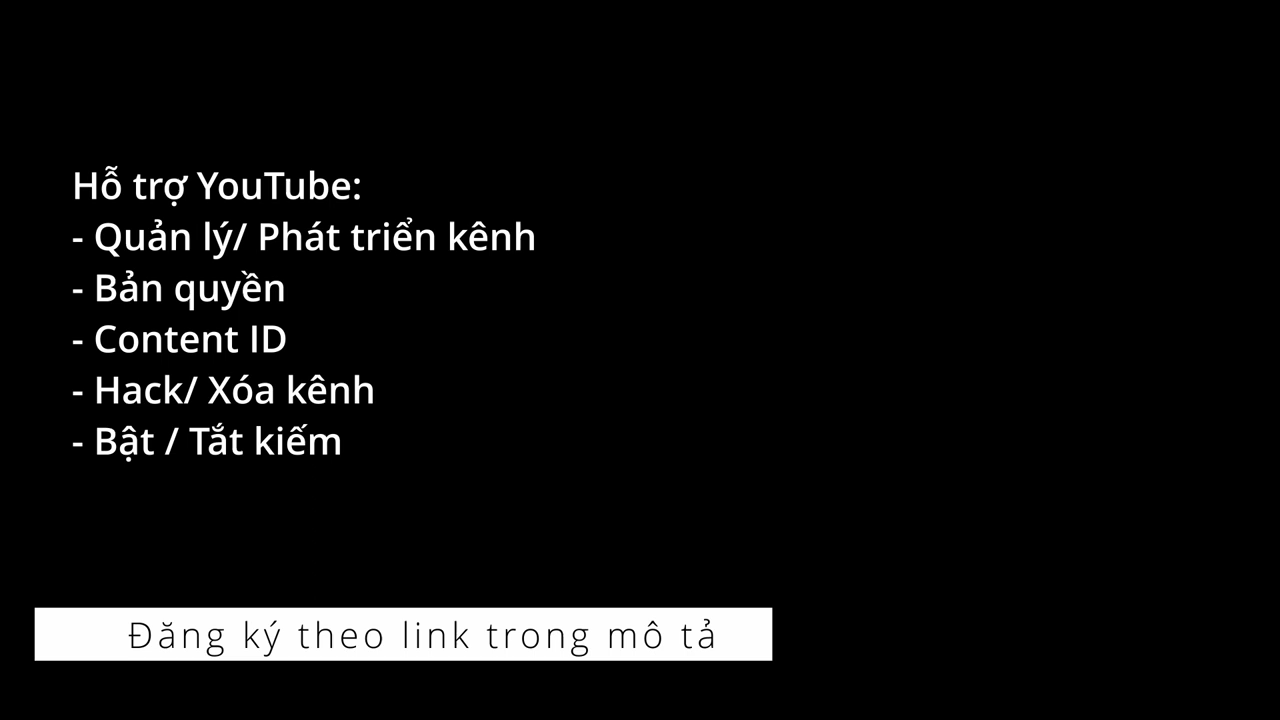 Hỗ trợ YouTube:
- Quản lý/ Phát triển kênh
- Bản quyền
- Content ID
- Hack/ Xóa kênh
- Bật / Tắt kiếm
Đăng ký theo link trong mô tả